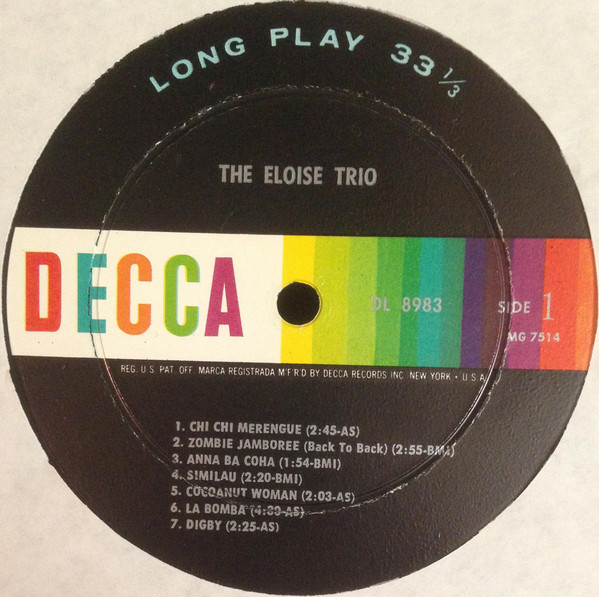 LONG PLAY 33 1/3
THE ELOISE TRIO
DECCA
DL 8983
SIDE 1
MG 7514
REG. U.S. PAT. OFF. MARCA REGISTRADA M'F'R'D BY DECCA RECORDS INC. NEW YORK • U.S.A.
1. CHI CHI MERENGUE (2:45-AS)
2. ZOMBIE JAMBOREE (Back To Back) (2:55-BMI)
3. ANNA BA COHA (1:54-BMI)
4. SIMILAU (2:20-BMI)
5. COCOANUT WOMAN (2:03-AS)
6. LA BOMBA
7. DIGBY (2:25-AS)